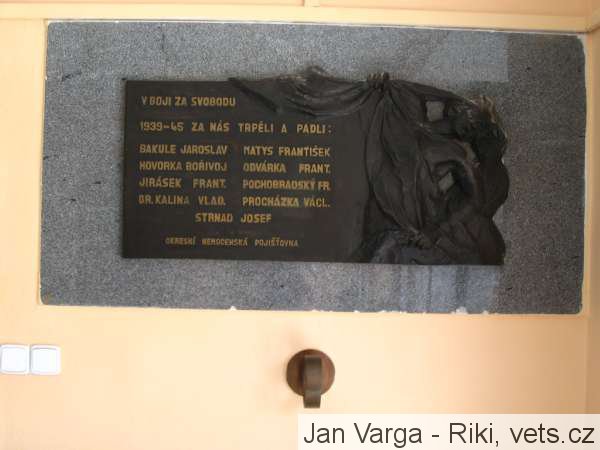 V BOJI ZA SVOBODU
1939-45 ZA NÁS TRPĚLI A PADLI:
BAKULE JAROSLAV MATYS FRANTIŠEK
HOVORKA BOŘIVOJ ODVÁRKA FRANT.
JIRÁSEK FRANT. POCHOBRADSKÝ FR.
DR. KALINA VLAD. PROCHÁZKA VÁCL.
STRNAD JOSEF
OKRESNÍ NEMOCENSKÁ POJIŠŤOVNA
Jan Varga - Riki, vets.cz